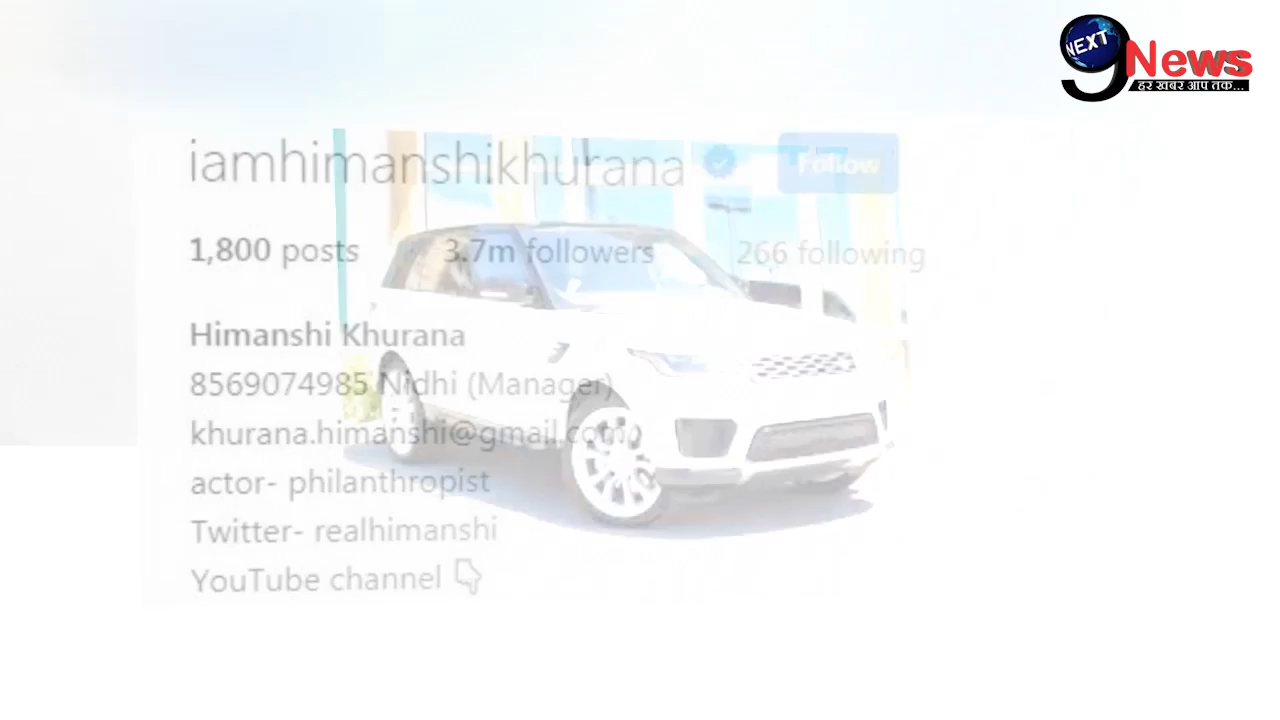 NEXT
9 News
हर खबर आप तक...
iamhimanshikhurana Follow
1,800 posts 3.7m followers 266 following
Himanshi Khurana
8569074985 Nidhi (Manager)
khurana.himanshi@gmail.com
actor- philanthropist
Twitter- realhimanshi
YouTube channel 👇